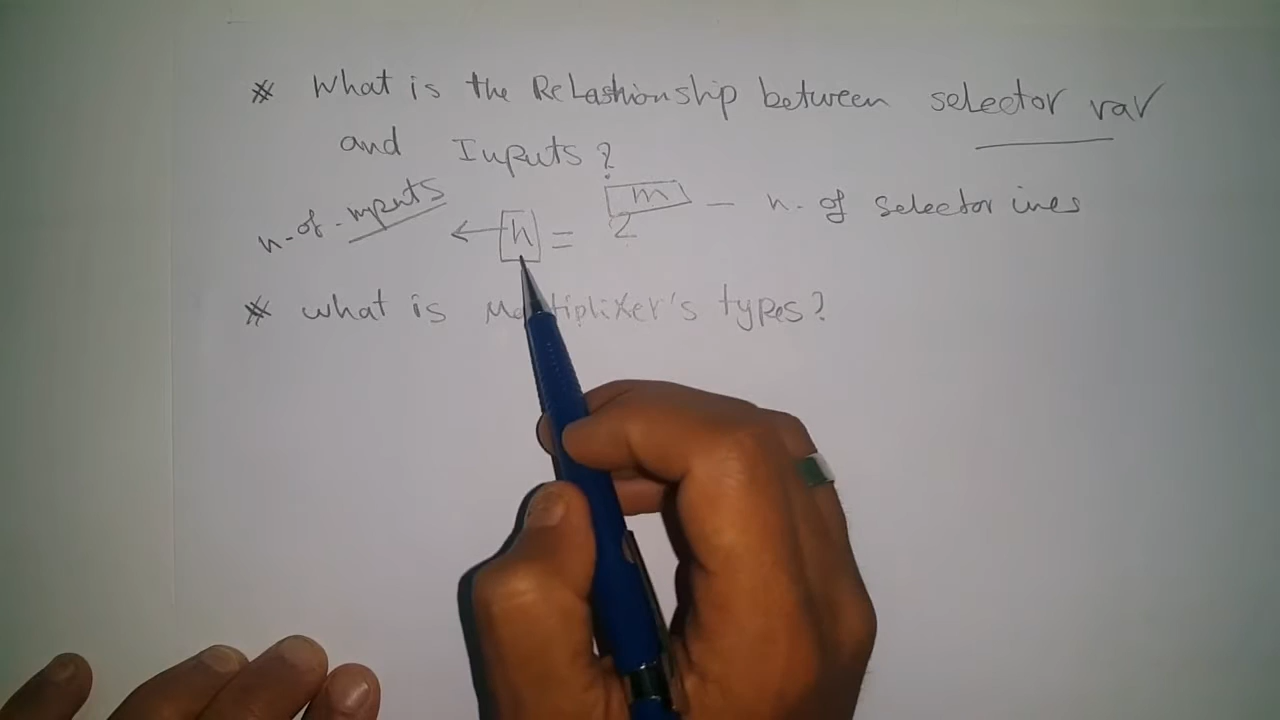 * What is the Relashionship between selector var
and Inputs?
n.of.inputs ← n = 2^m — n. of selector ines
* what is Multiplixer's types?